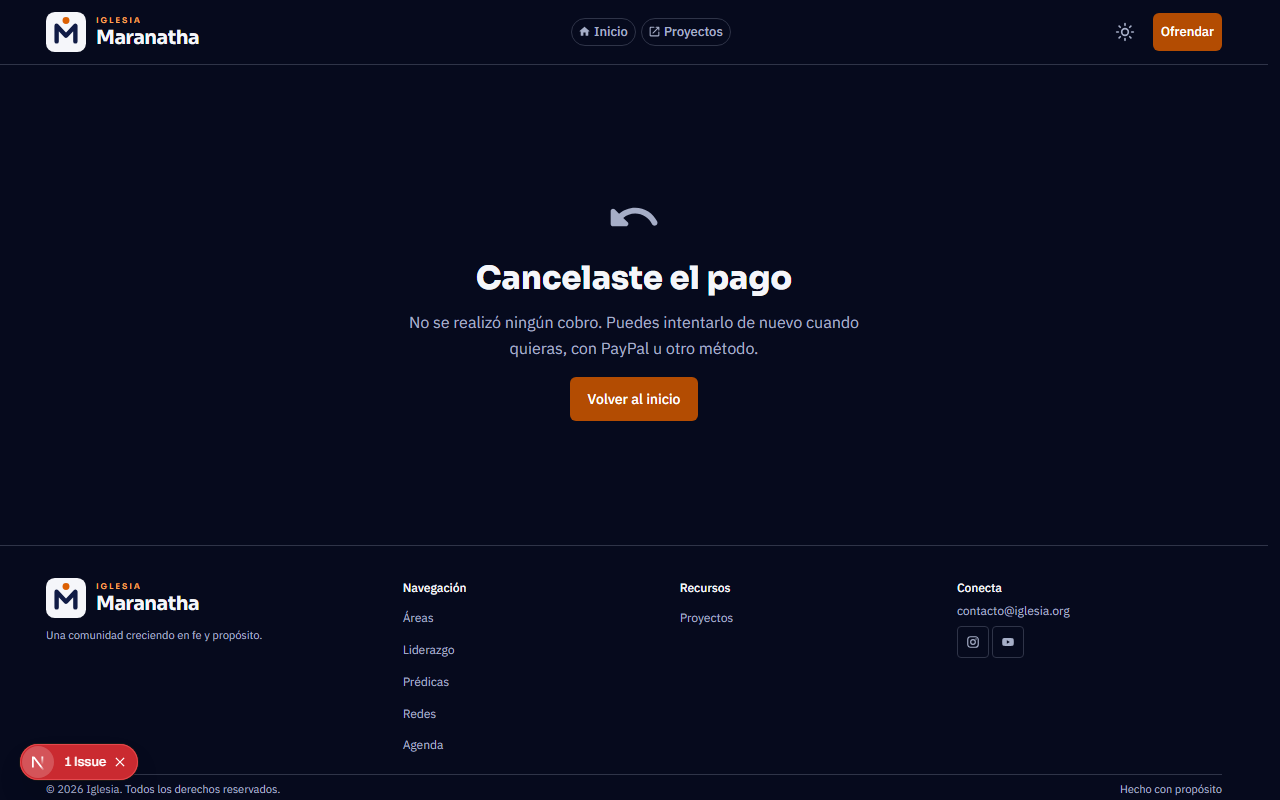 IGLESIA
Maranatha
Inicio
Proyectos
Ofrendar
Cancelaste el pago
No se realizó ningún cobro. Puedes intentarlo de nuevo cuando
quieras, con PayPal u otro método.
Volver al inicio
IGLESIA
Maranatha
Una comunidad creciendo en fe y propósito.
Navegación
Áreas
Liderazgo
Prédicas
Redes
Agenda
Recursos
Proyectos
Conecta
contacto@iglesia.org
1 Issue
© 2026 Iglesia. Todos los derechos reservados.
Hecho con propósito